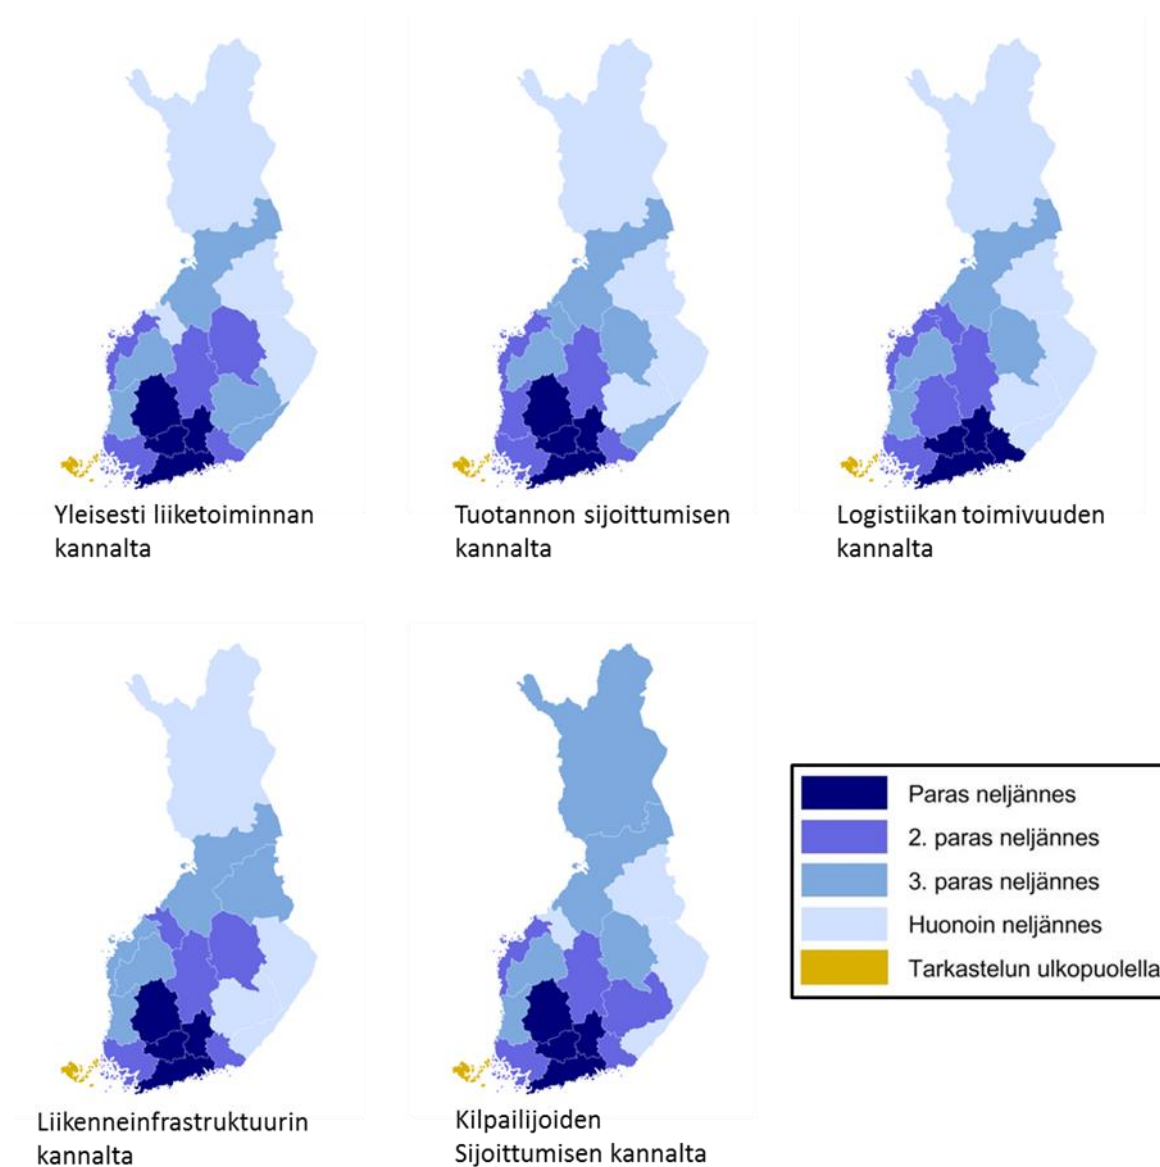 Yleisesti liiketoiminnan
kannalta
Tuotannon sijoittumisen
kannalta
Logistiikan toimivuuden
kannalta
Liikenneinfrastruktuurin
kannalta
Kilpailijoiden
Sijoittumisen kannalta
Paras neljännes
2. paras neljännes
3. paras neljännes
Huonoin neljännes
Tarkastelun ulkopuolella